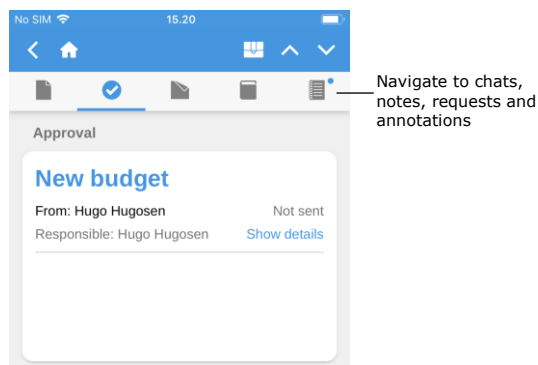 No SIM 15.20
Navigate to chats,
notes, requests and
annotations
Approval
New budget
From: Hugo Hugosen Not sent
Responsible: Hugo Hugosen Show details